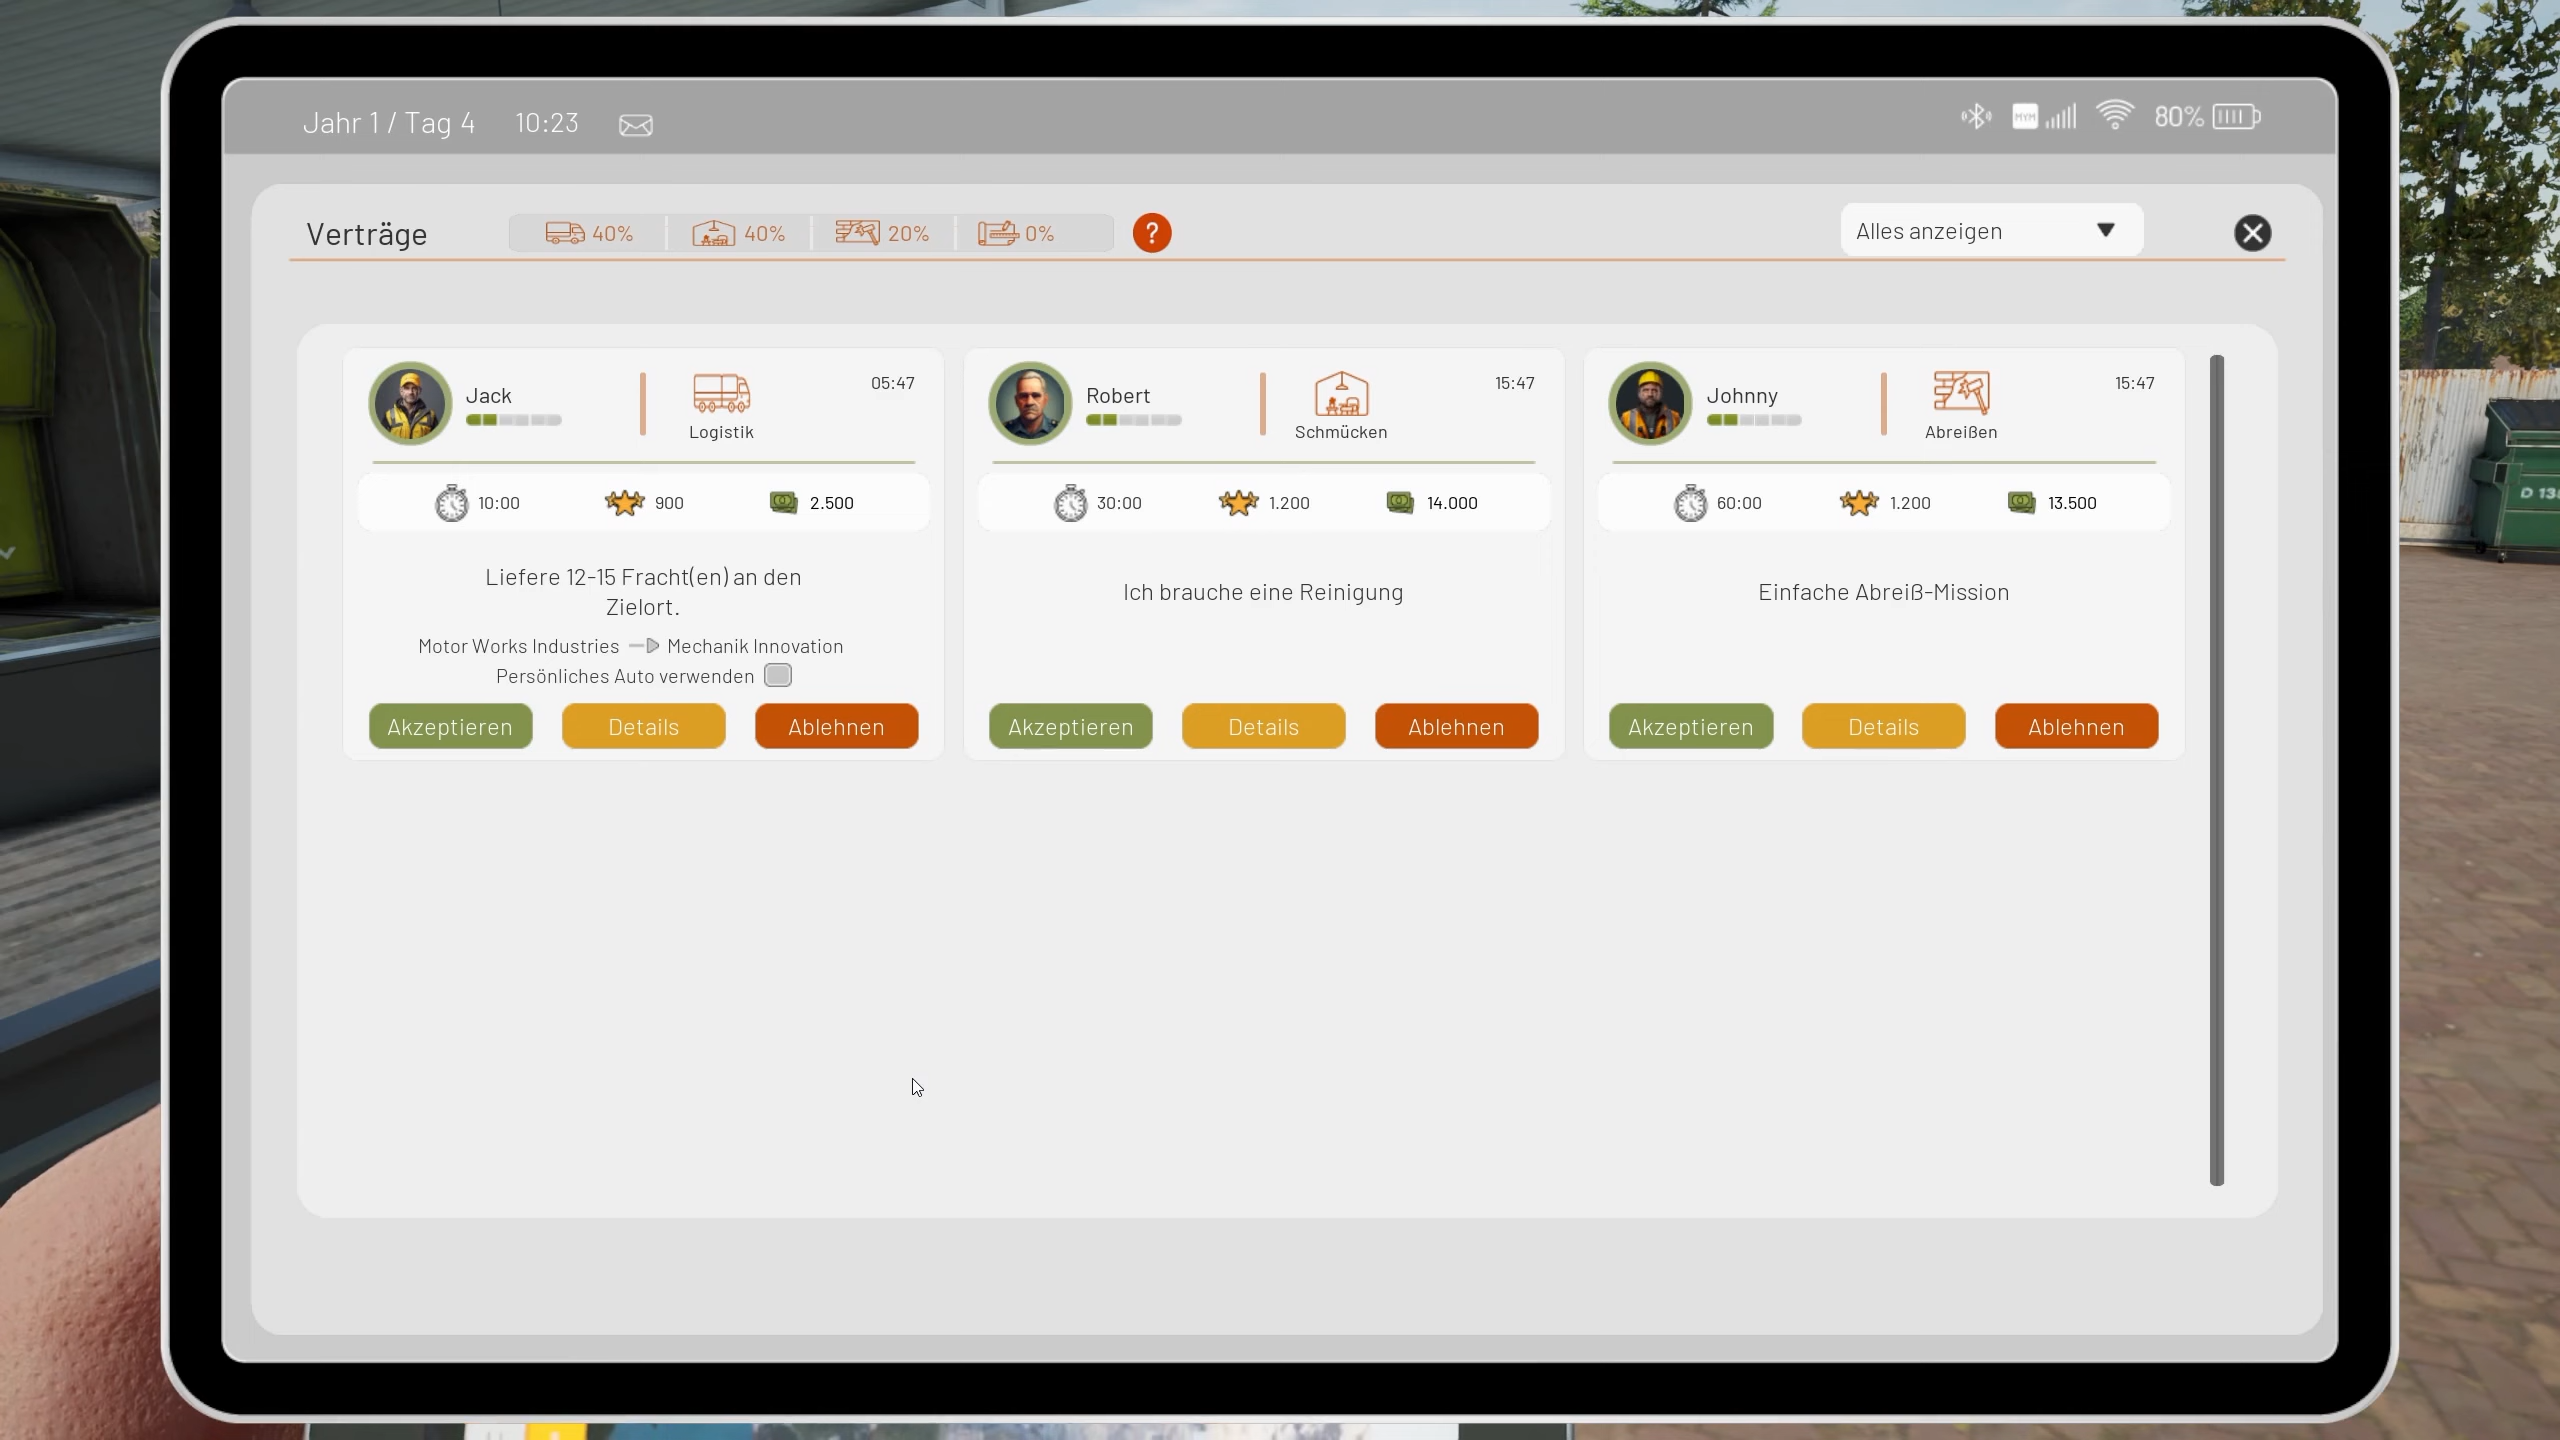 Jahr 1 / Tag 4 10:23
MYM 80%
Verträge 40% 40% 20% 0% ? Alles anzeigen
Jack
Logistik
05:47
10:00 900 2.500
Liefere 12-15 Fracht(en) an den
Zielort.
Motor Works Industries Mechanik Innovation
Persönliches Auto verwenden
Akzeptieren Details Ablehnen
Robert
Schmücken
15:47
30:00 1.200 14.000
Ich brauche eine Reinigung
Akzeptieren Details Ablehnen
Johnny
Abreißen
15:47
60:00 1.200 13.500
Einfache Abreiß-Mission
Akzeptieren Details Ablehnen